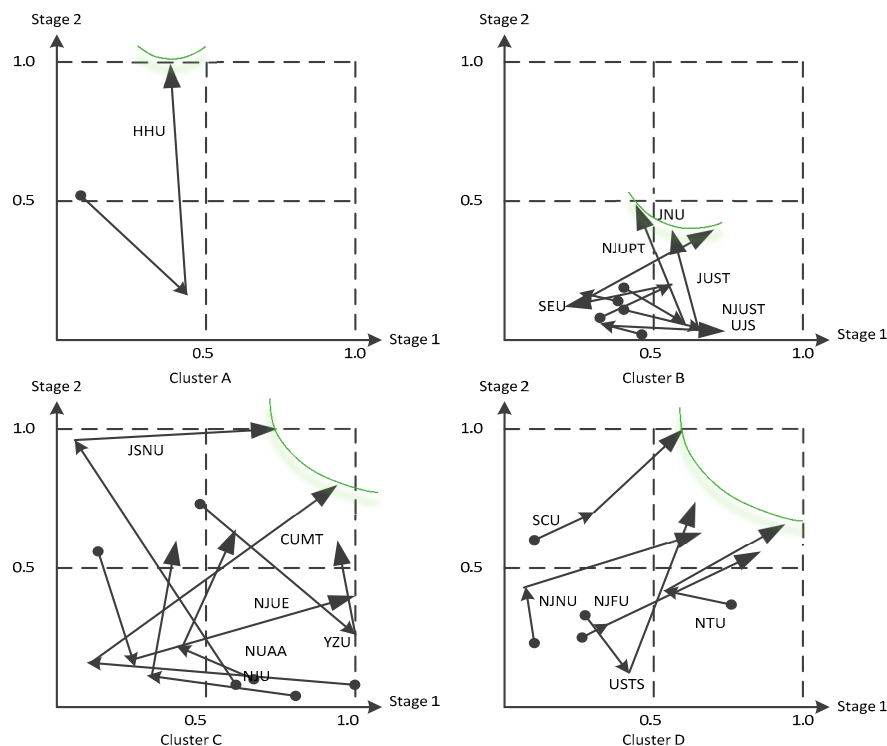 Stage 2
1.0
HHU
0.5
0.5
1.0
Stage 1
Cluster A
Stage 2
1.0
0.5
JNU
NJUPT
JUST
SEU
NJUST
UJS
0.5
1.0
Stage 1
Cluster B
Stage 2
1.0
JSNU
CUMT
0.5
NJUE
YZU
NUAA
NJU
0.5
1.0
Stage 1
Cluster C
Stage 2
1.0
SCU
0.5
NJNU
NJFU
NTU
USTS
0.5
1.0
Stage 1
Cluster D